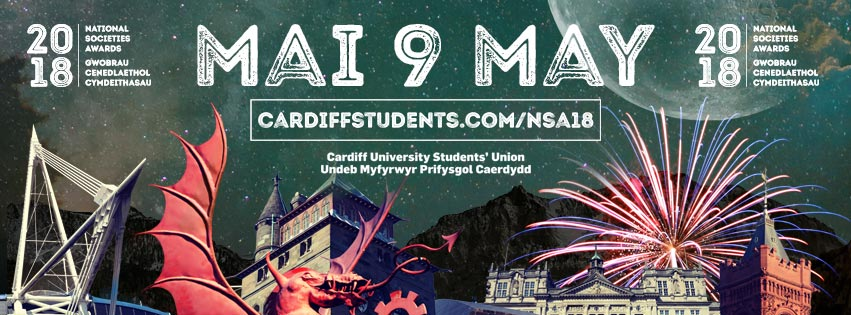 20
18
NATIONAL
SOCIETIES
AWARDS
GWOBRAU
CENEDLAETHOL
CYMDEITHASAU
MAI 9 MAY
20
18
NATIONAL
SOCIETIES
AWARDS
GWOBRAU
CENEDLAETHOL
CYMDEITHASAU
CARDIFFSTUDENTS.COM/NSA18
Cardiff University Students' Union
Undeb Myfyrwyr Prifysgol Caerdydd